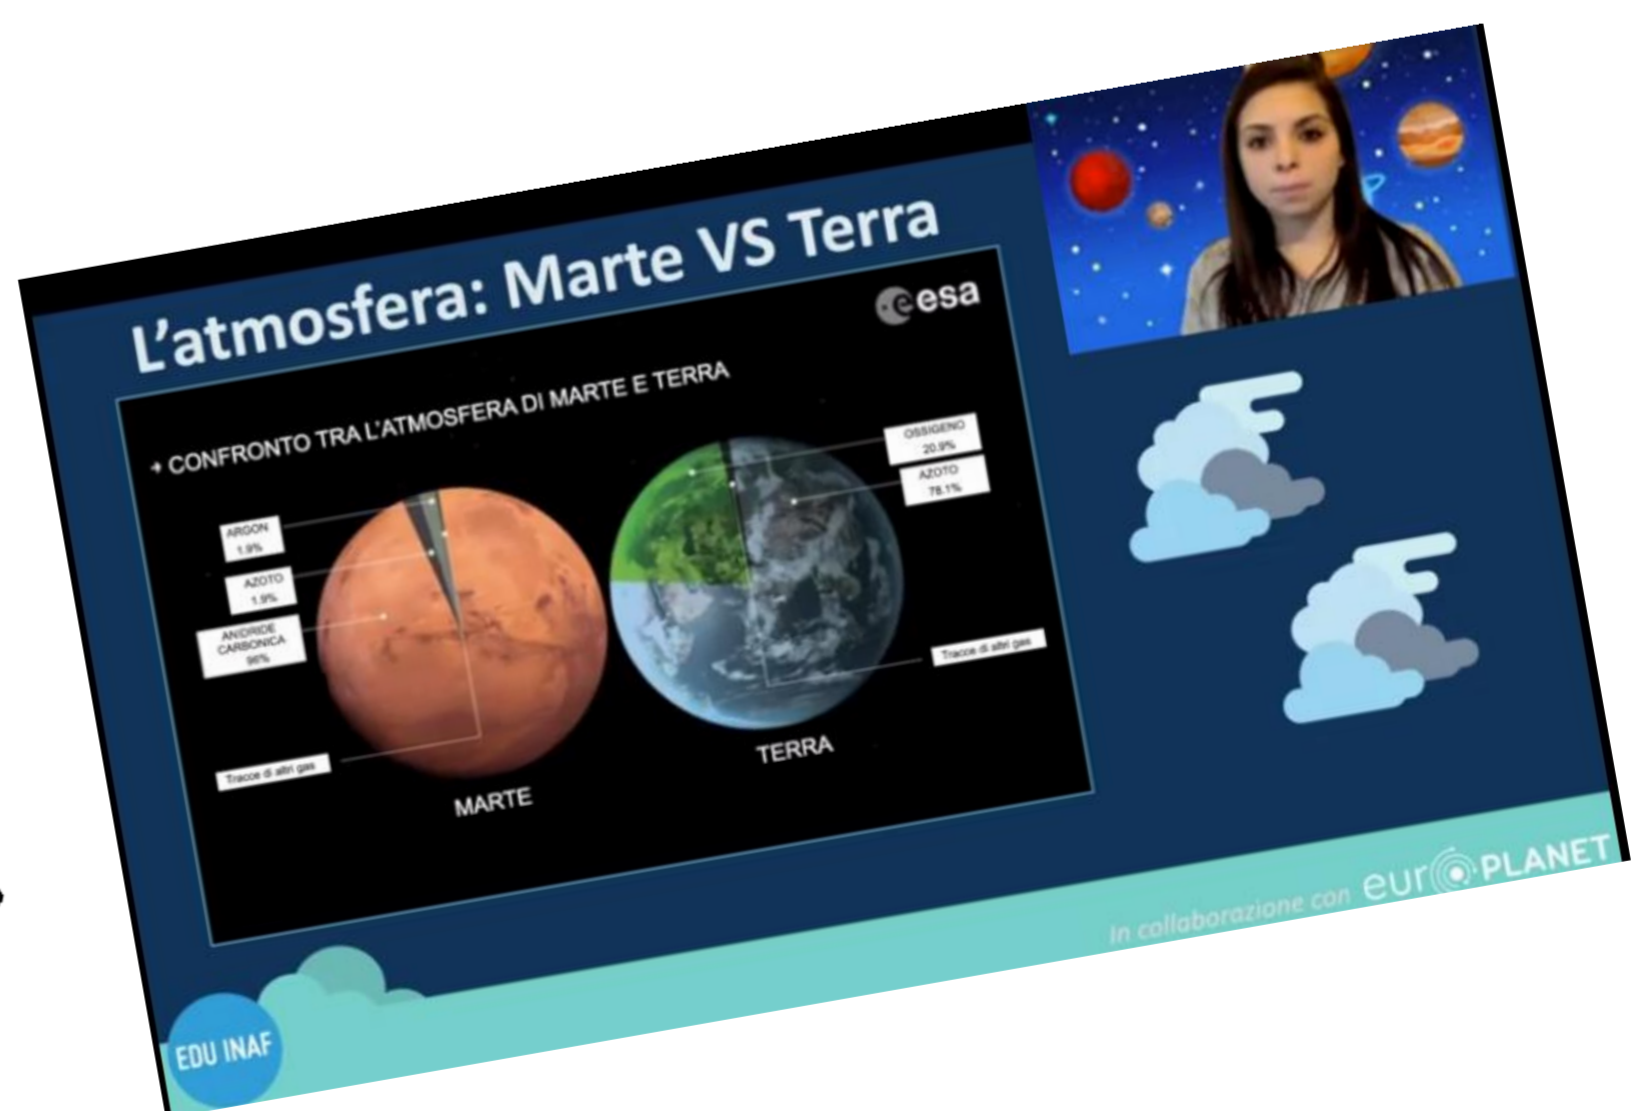 L'atmosfera: Marte VS Terra
esa
CONFRONTO TRA L'ATMOSFERA DI MARTE E TERRA
ARGON
1.9%
AZOTO
1.9%
ANIDRIDE
CARBONICA
96%
Tracce di altri gas
MARTE
OSSIGENO
20.9%
AZOTO
78.1%
Tracce di altri gas
TERRA
In collaborazione con euroPLANET
EDU INAF